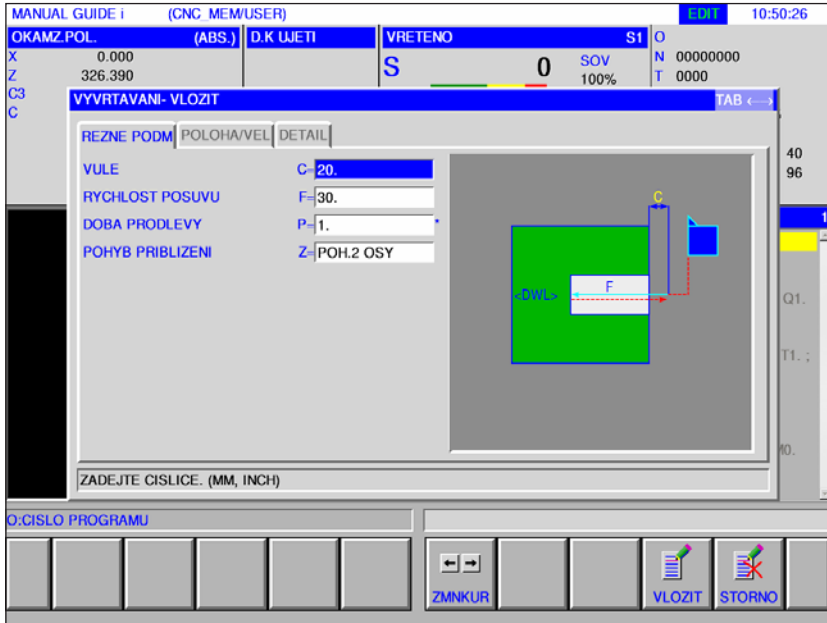 MANUAL GUIDE i (CNC_MEM/USER) EDIT 10:50:26
OKAMZ.POL. (ABS.) D.K UJETI VRETENO S1 O
X 0.000 S 0 SOV N 00000000
Z 326.390 100% T 0000
C3
C
VYVRTAVANI- VLOZIT TAB ←→
REZNE PODM POLOHA/VEL DETAIL
VULE C=20.
RYCHLOST POSUVU F=30.
DOBA PRODLEVY P=1. *
POHYB PRIBLIZENI Z=POH.2 OSY
C
<DWL> F
40
96
1
Q1.
T1. ;
M0.
ZADEJTE CISLICE. (MM, INCH)
O:CISLO PROGRAMU
ZMNKUR VLOZIT STORNO